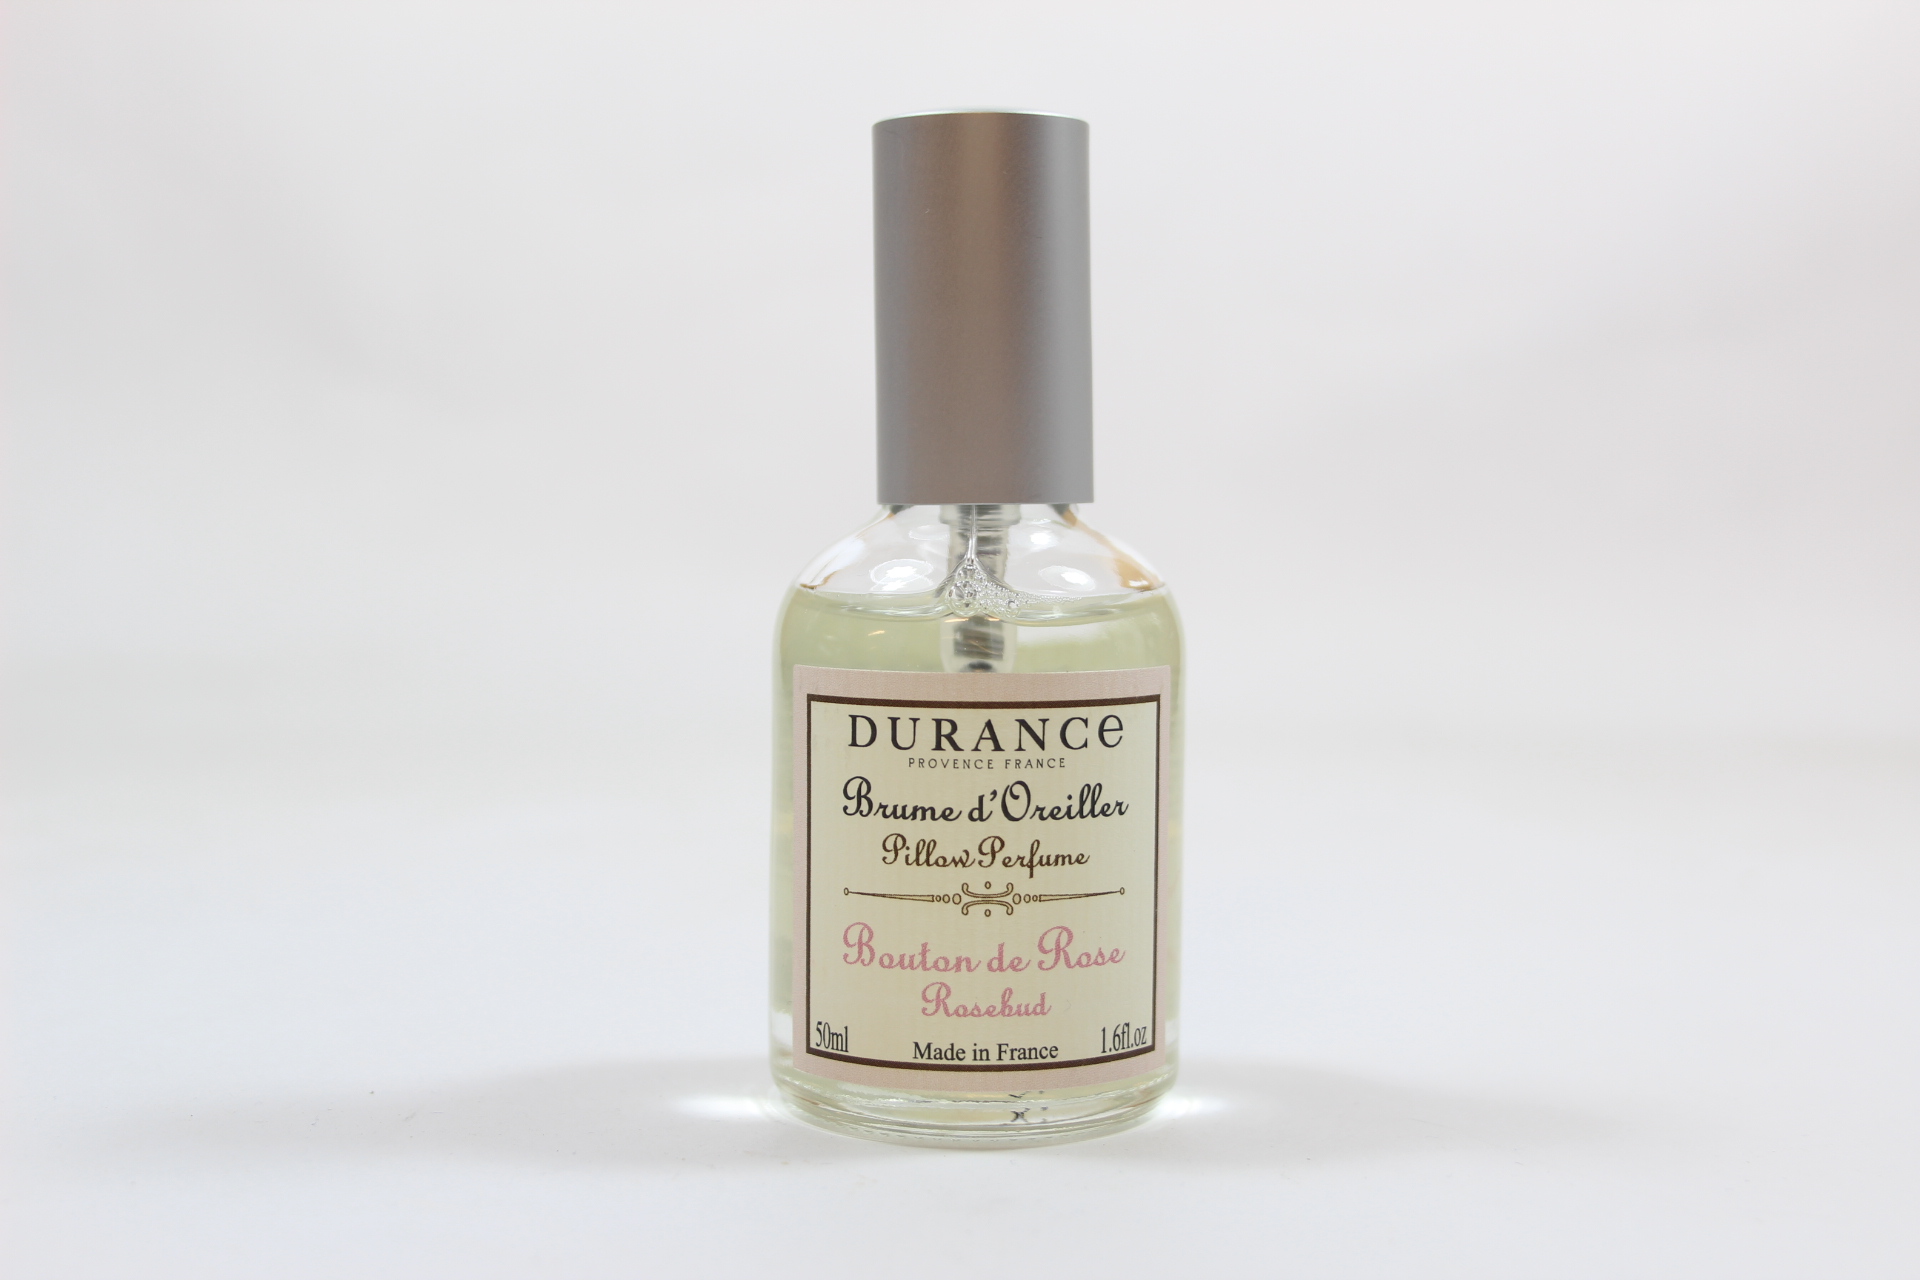 DURANCe
PROVENCE FRANCE
Brume d'Oreiller
Pillow Perfume
Bouton de Rose
Rosebud
50ml
Made in France
1.6fl.oz